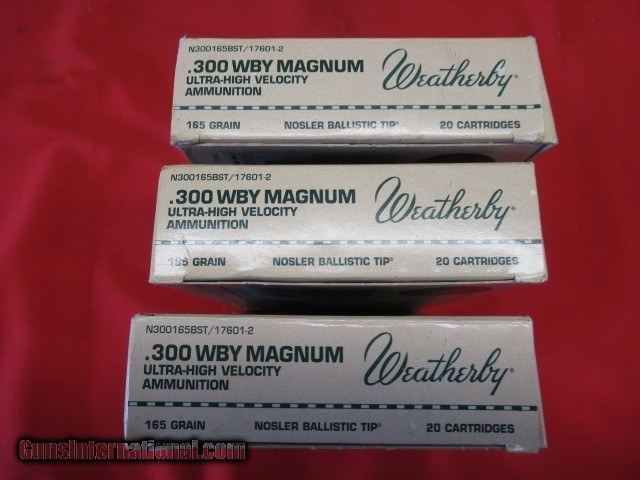 N300165BST/17601-2
.300 WBY MAGNUM
ULTRA-HIGH VELOCITY
AMMUNITION
Weatherby®
165 GRAIN NOSLER BALLISTIC TIP® 20 CARTRIDGES
N300165BST/17601-2
.300 WBY MAGNUM
ULTRA-HIGH VELOCITY
AMMUNITION
Weatherby®
165 GRAIN NOSLER BALLISTIC TIP® 20 CARTRIDGES
N300165BST/17601-2
.300 WBY MAGNUM
ULTRA-HIGH VELOCITY
AMMUNITION
Weatherby®
165 GRAIN NOSLER BALLISTIC TIP® 20 CARTRIDGES
GunsInternational.com